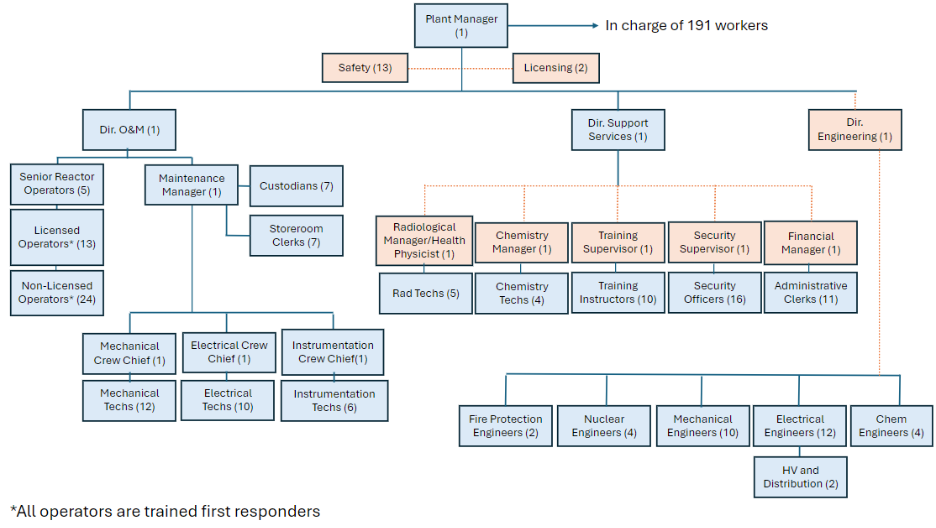 Plant Manager
(1)
In charge of 191 workers
Safety (13)
Licensing (2)
Dir. O&M (1)
Dir. Support
Services (1)
Dir.
Engineering (1)
Senior Reactor
Operators (5)
Maintenance
Manager (1)
Custodians (7)
Licensed
Operators* (13)
Storeroom
Clerks (7)
Non-Licensed
Operators* (24)
Radiological
Manager/Health
Physicist (1)
Chemistry
Manager (1)
Training
Supervisor (1)
Security
Supervisor (1)
Financial
Manager (1)
Rad Techs (5)
Chemistry
Techs (4)
Training
Instructors (10)
Security
Officers (16)
Administrative
Clerks (11)
Mechanical
Crew Chief (1)
Electrical Crew
Chief (1)
Instrumentation
Crew Chief(1)
Mechanical
Techs (12)
Electrical
Techs (10)
Instrumentation
Techs (6)
Fire Protection
Engineers (2)
Nuclear
Engineers (4)
Mechanical
Engineers (10)
Electrical
Engineers (12)
Chem
Engineers (4)
HV and
Distribution (2)
*All operators are trained first responders